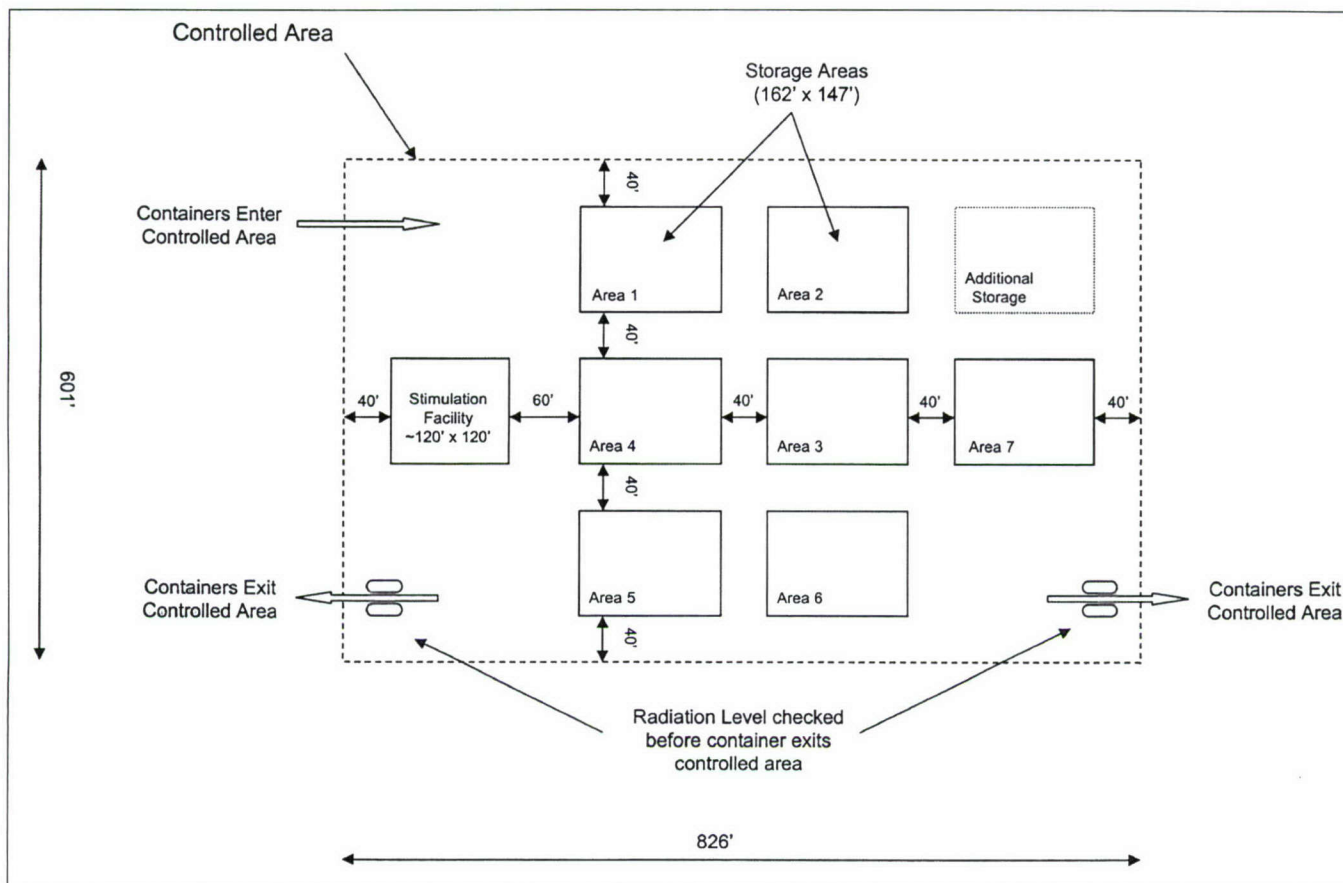 Controlled Area
Storage Areas
(162' x 147')
40'
Containers Enter
Controlled Area
Area 1
Area 2
Additional
Storage
40'
601'
40'
Stimulation
Facility
~120' x 120'
60'
Area 4
40'
Area 3
40'
Area 7
40'
40'
Containers Exit
Controlled Area
Area 5
Area 6
Containers Exit
Controlled Area
40'
Radiation Level checked
before container exits
controlled area
826'